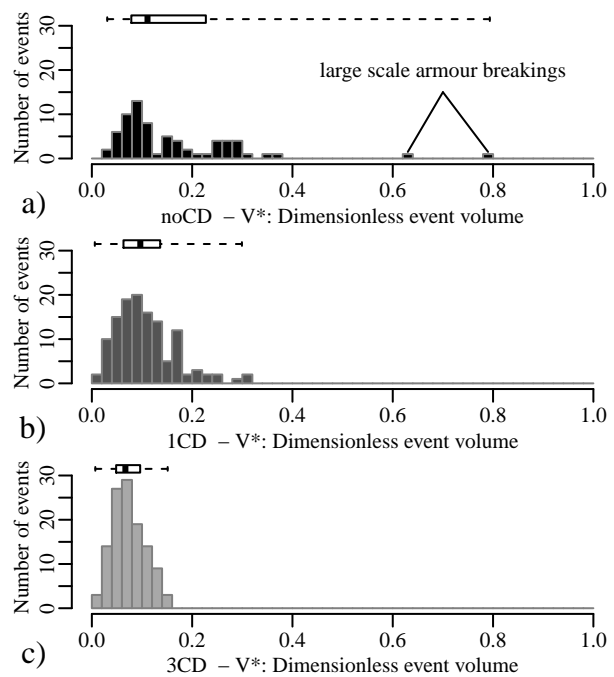 0 10 20 30
Number of events
large scale armour breakings
0.0 0.2 0.4 0.6 0.8 1.0
a)
noCD – V*: Dimensionless event volume
0 10 20 30
Number of events
0.0 0.2 0.4 0.6 0.8 1.0
b)
1CD – V*: Dimensionless event volume
0 10 20 30
Number of events
0.0 0.2 0.4 0.6 0.8 1.0
c)
3CD – V*: Dimensionless event volume